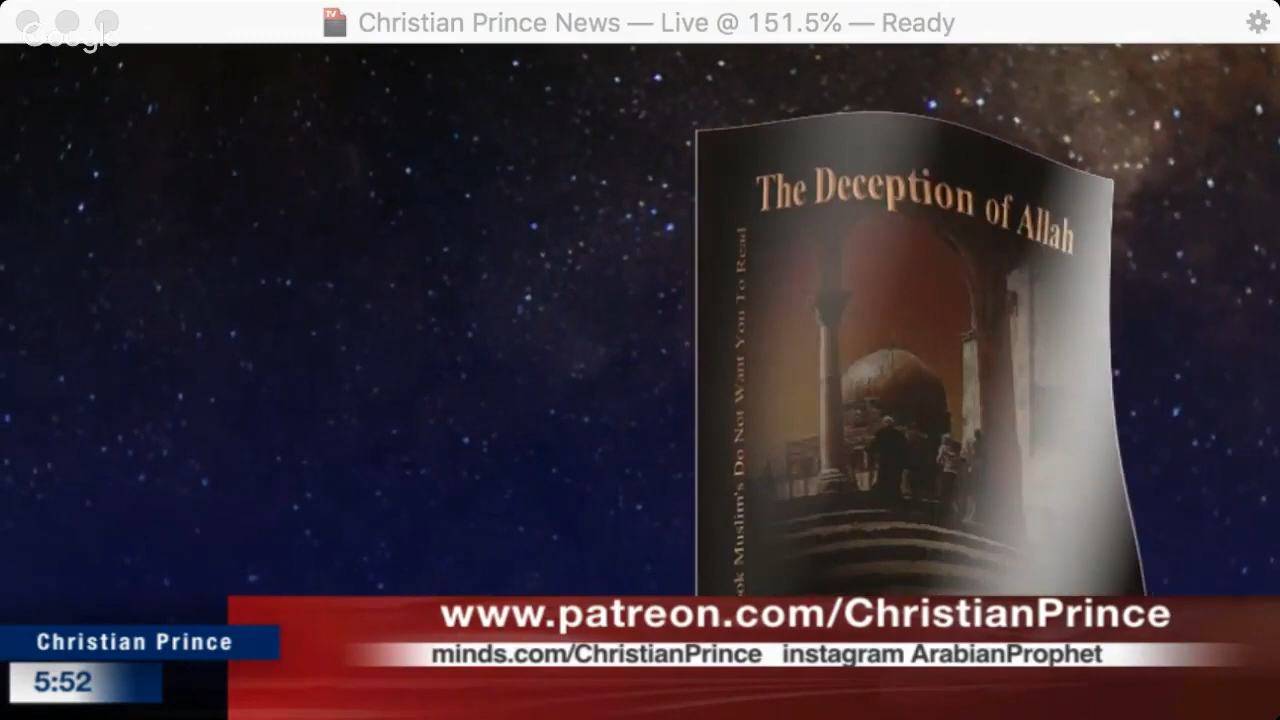 Christian Prince News — Live @ 151.5% — Ready
Google
The Deception of Allah
ok Muslim's Do Not Want You To Read
www.patreon.com/ChristianPrince
Christian Prince
minds.com/ChristianPrince instagram ArabianProphet
5:52